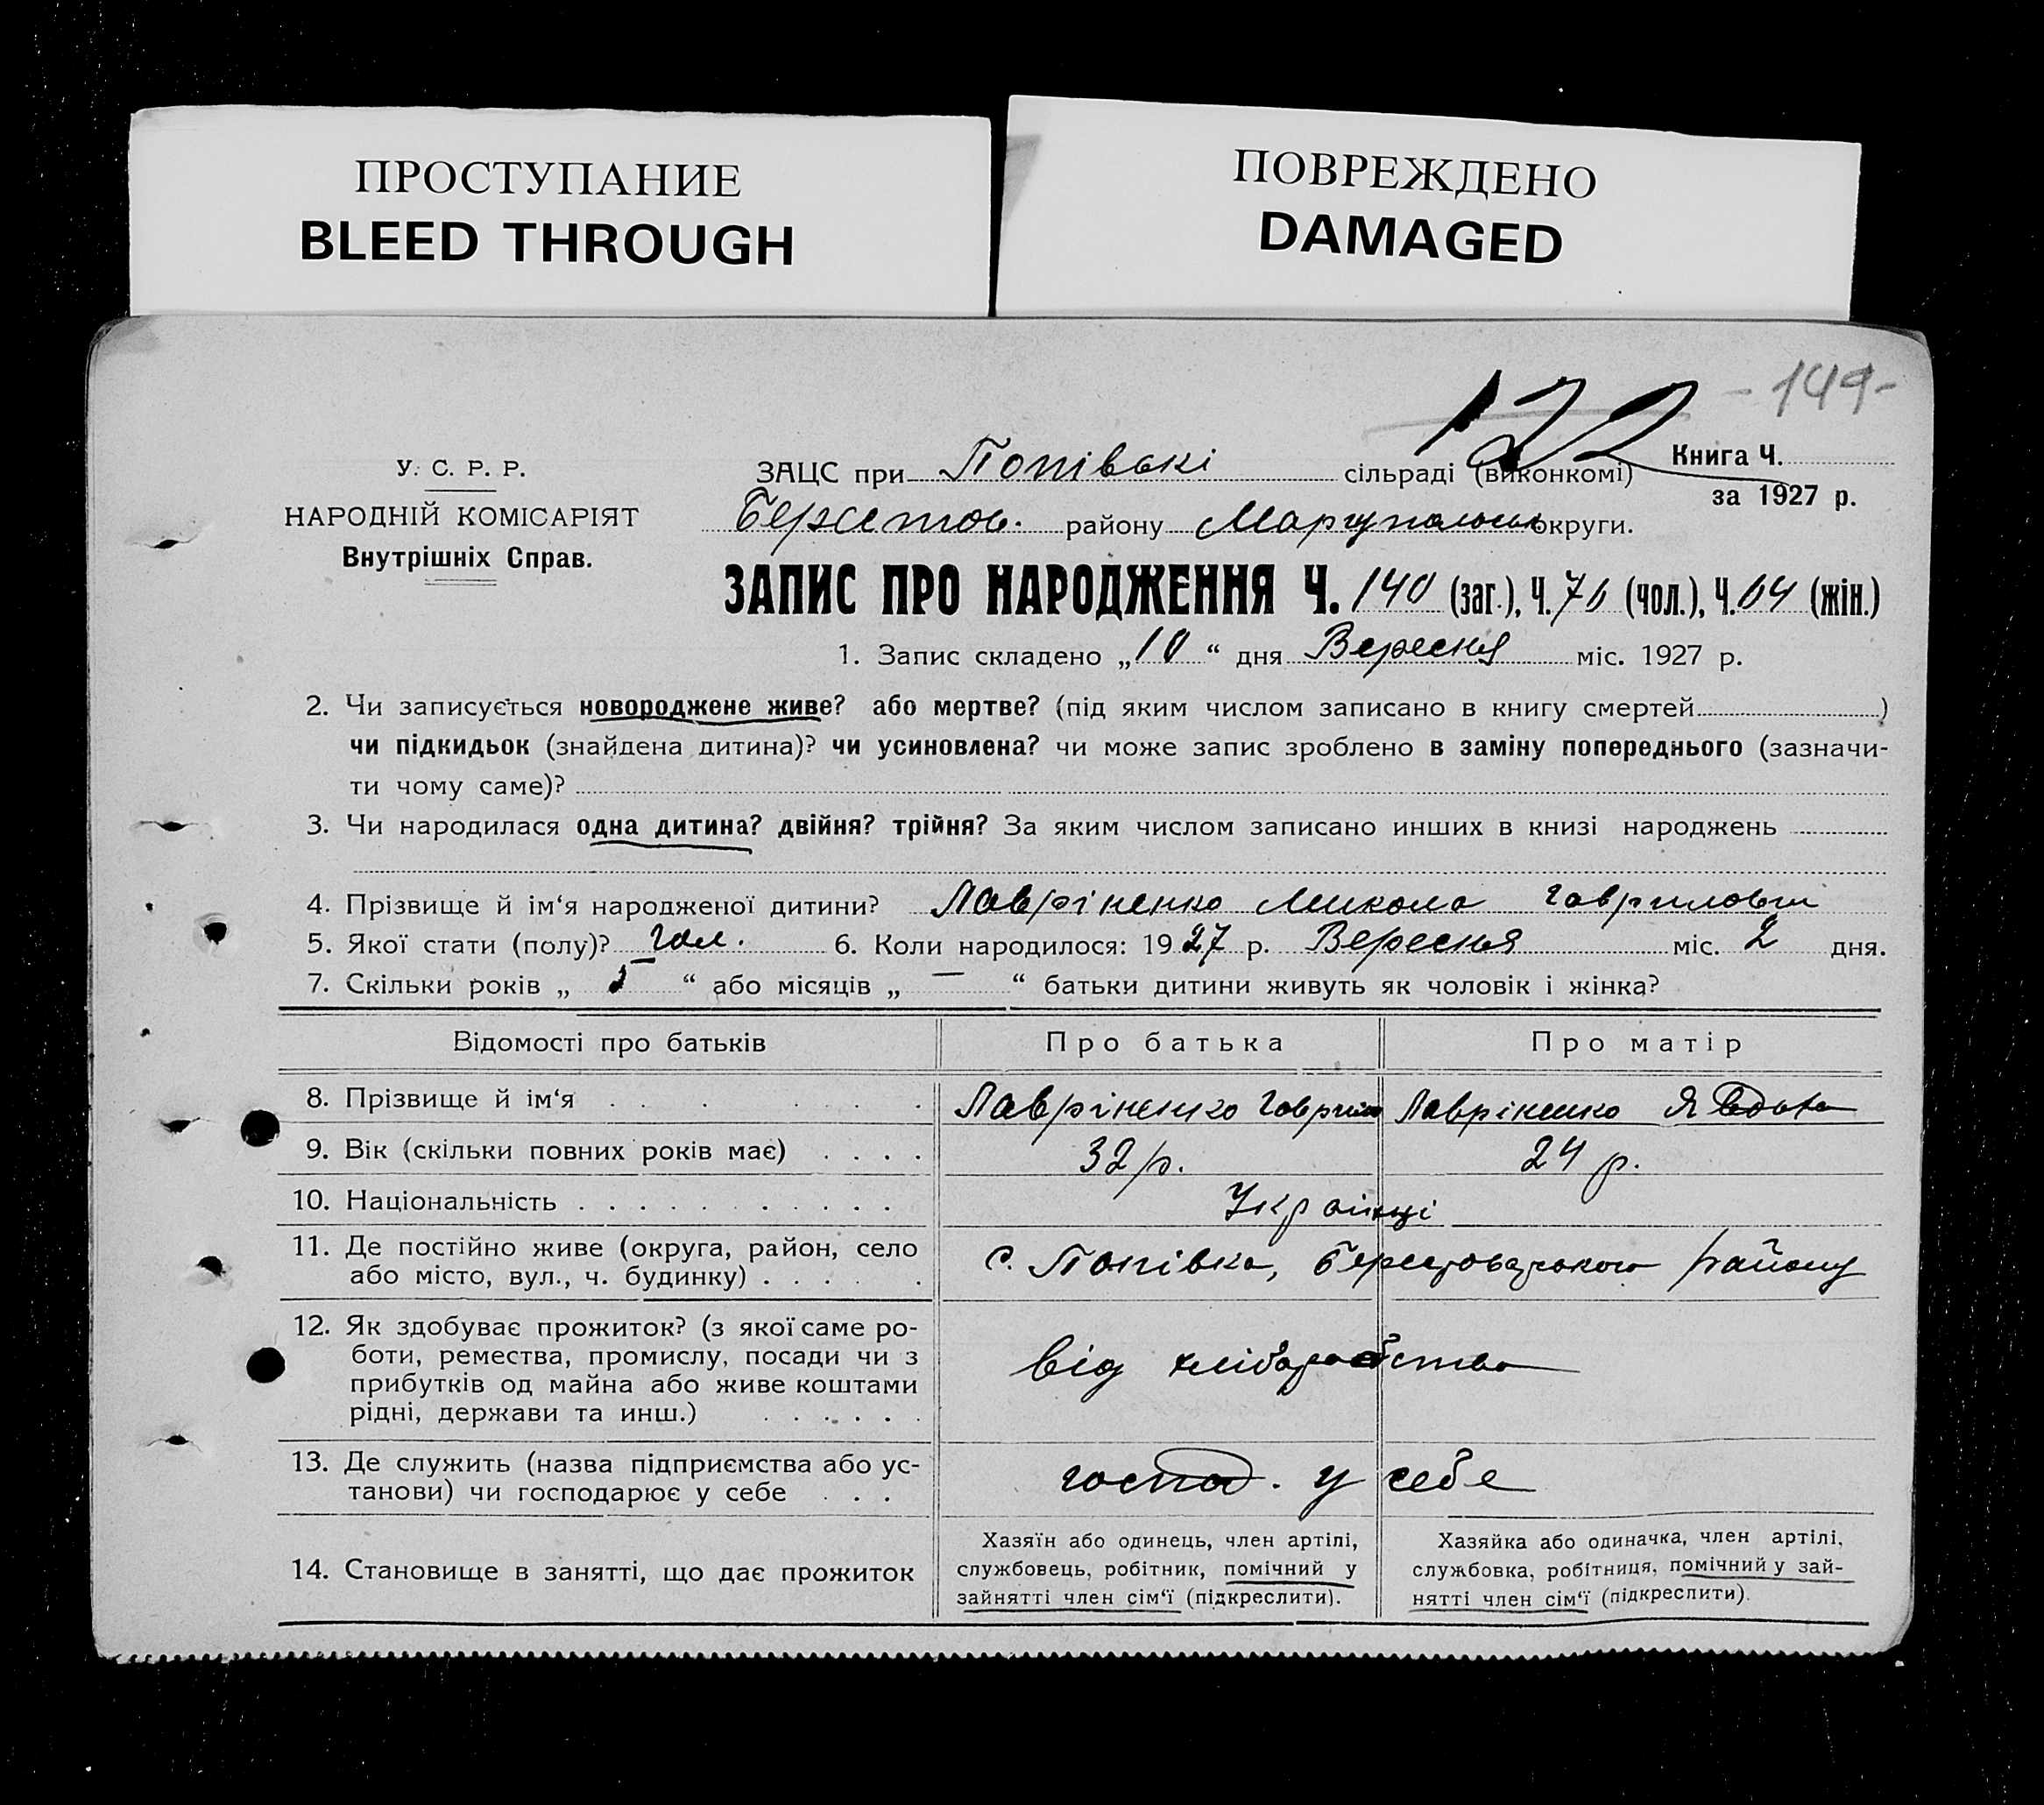 ПРОСТУПАНИЕ
BLEED THROUGH
ПОВРЕЖДЕНО
DAMAGED
- 149 -
122
У. С. Р. Р.
НАРОДНІЙ КОМІСАРІЯТ
Внутрішніх Справ.
ЗАЦС при Попівські сільраді (виконкомі)
Книга Ч.
за 1927 р.
району округи.
ЗАПИС ПРО НАРОДЖЕННЯ Ч. 140 (заг.), Ч. 76 (чол.), Ч. 64 (жін.)
1. Запис складено „10“ дня Вересня міс. 1927 р.
2. Чи записується новороджене живе? або мертве? (під яким числом записано в книгу смертей )
чи підкидьок (знайдена дитина)? чи усиновлена? чи може запис зроблено в заміну попереднього (зазначи-
ти чому саме)?
3. Чи народилася одна дитина? двійня? трійня? За яким числом записано инших в книзі народжень
4. Прізвище й ім‘я народженої дитини? Лавріненко Микола Гаврилович
5. Якої стати (полу)? чол. 6. Коли народилося: 1927 р. Вересня міс. 2 дня.
7. Скільки років „ 5 “ або місяців „ — “ батьки дитини живуть як чоловік і жінка?
Відомості про батьків Про батька Про матір
8. Прізвище й ім‘я Лавріненко Гаврило Лавріненко
9. Вік (скільки повних років має) 32 р. 24 р.
10. Національність Українці
11. Де постійно живе (округа, район, село
або місто, вул., ч. будинку) с. Попівка, району
12. Як здобуває прожиток? (з якої саме ро-
боти, ремества, промислу, посади чи з
прибутків од майна або живе коштами
рідні, держави та инш.)
від хліборобства
13. Де служить (назва підприємства або ус-
танови) чи господарює у себе
господ. у себе
14. Становище в занятті, що дає прожиток
Хазяїн або одинець, член артілі,
службовець, робітник, помічний у
зайнятті член сім‘ї (підкреслити).
Хазяйка або одиначка, член артілі,
службовка, робітниця, помічний у зай-
нятті член сім‘ї (підкреслити).